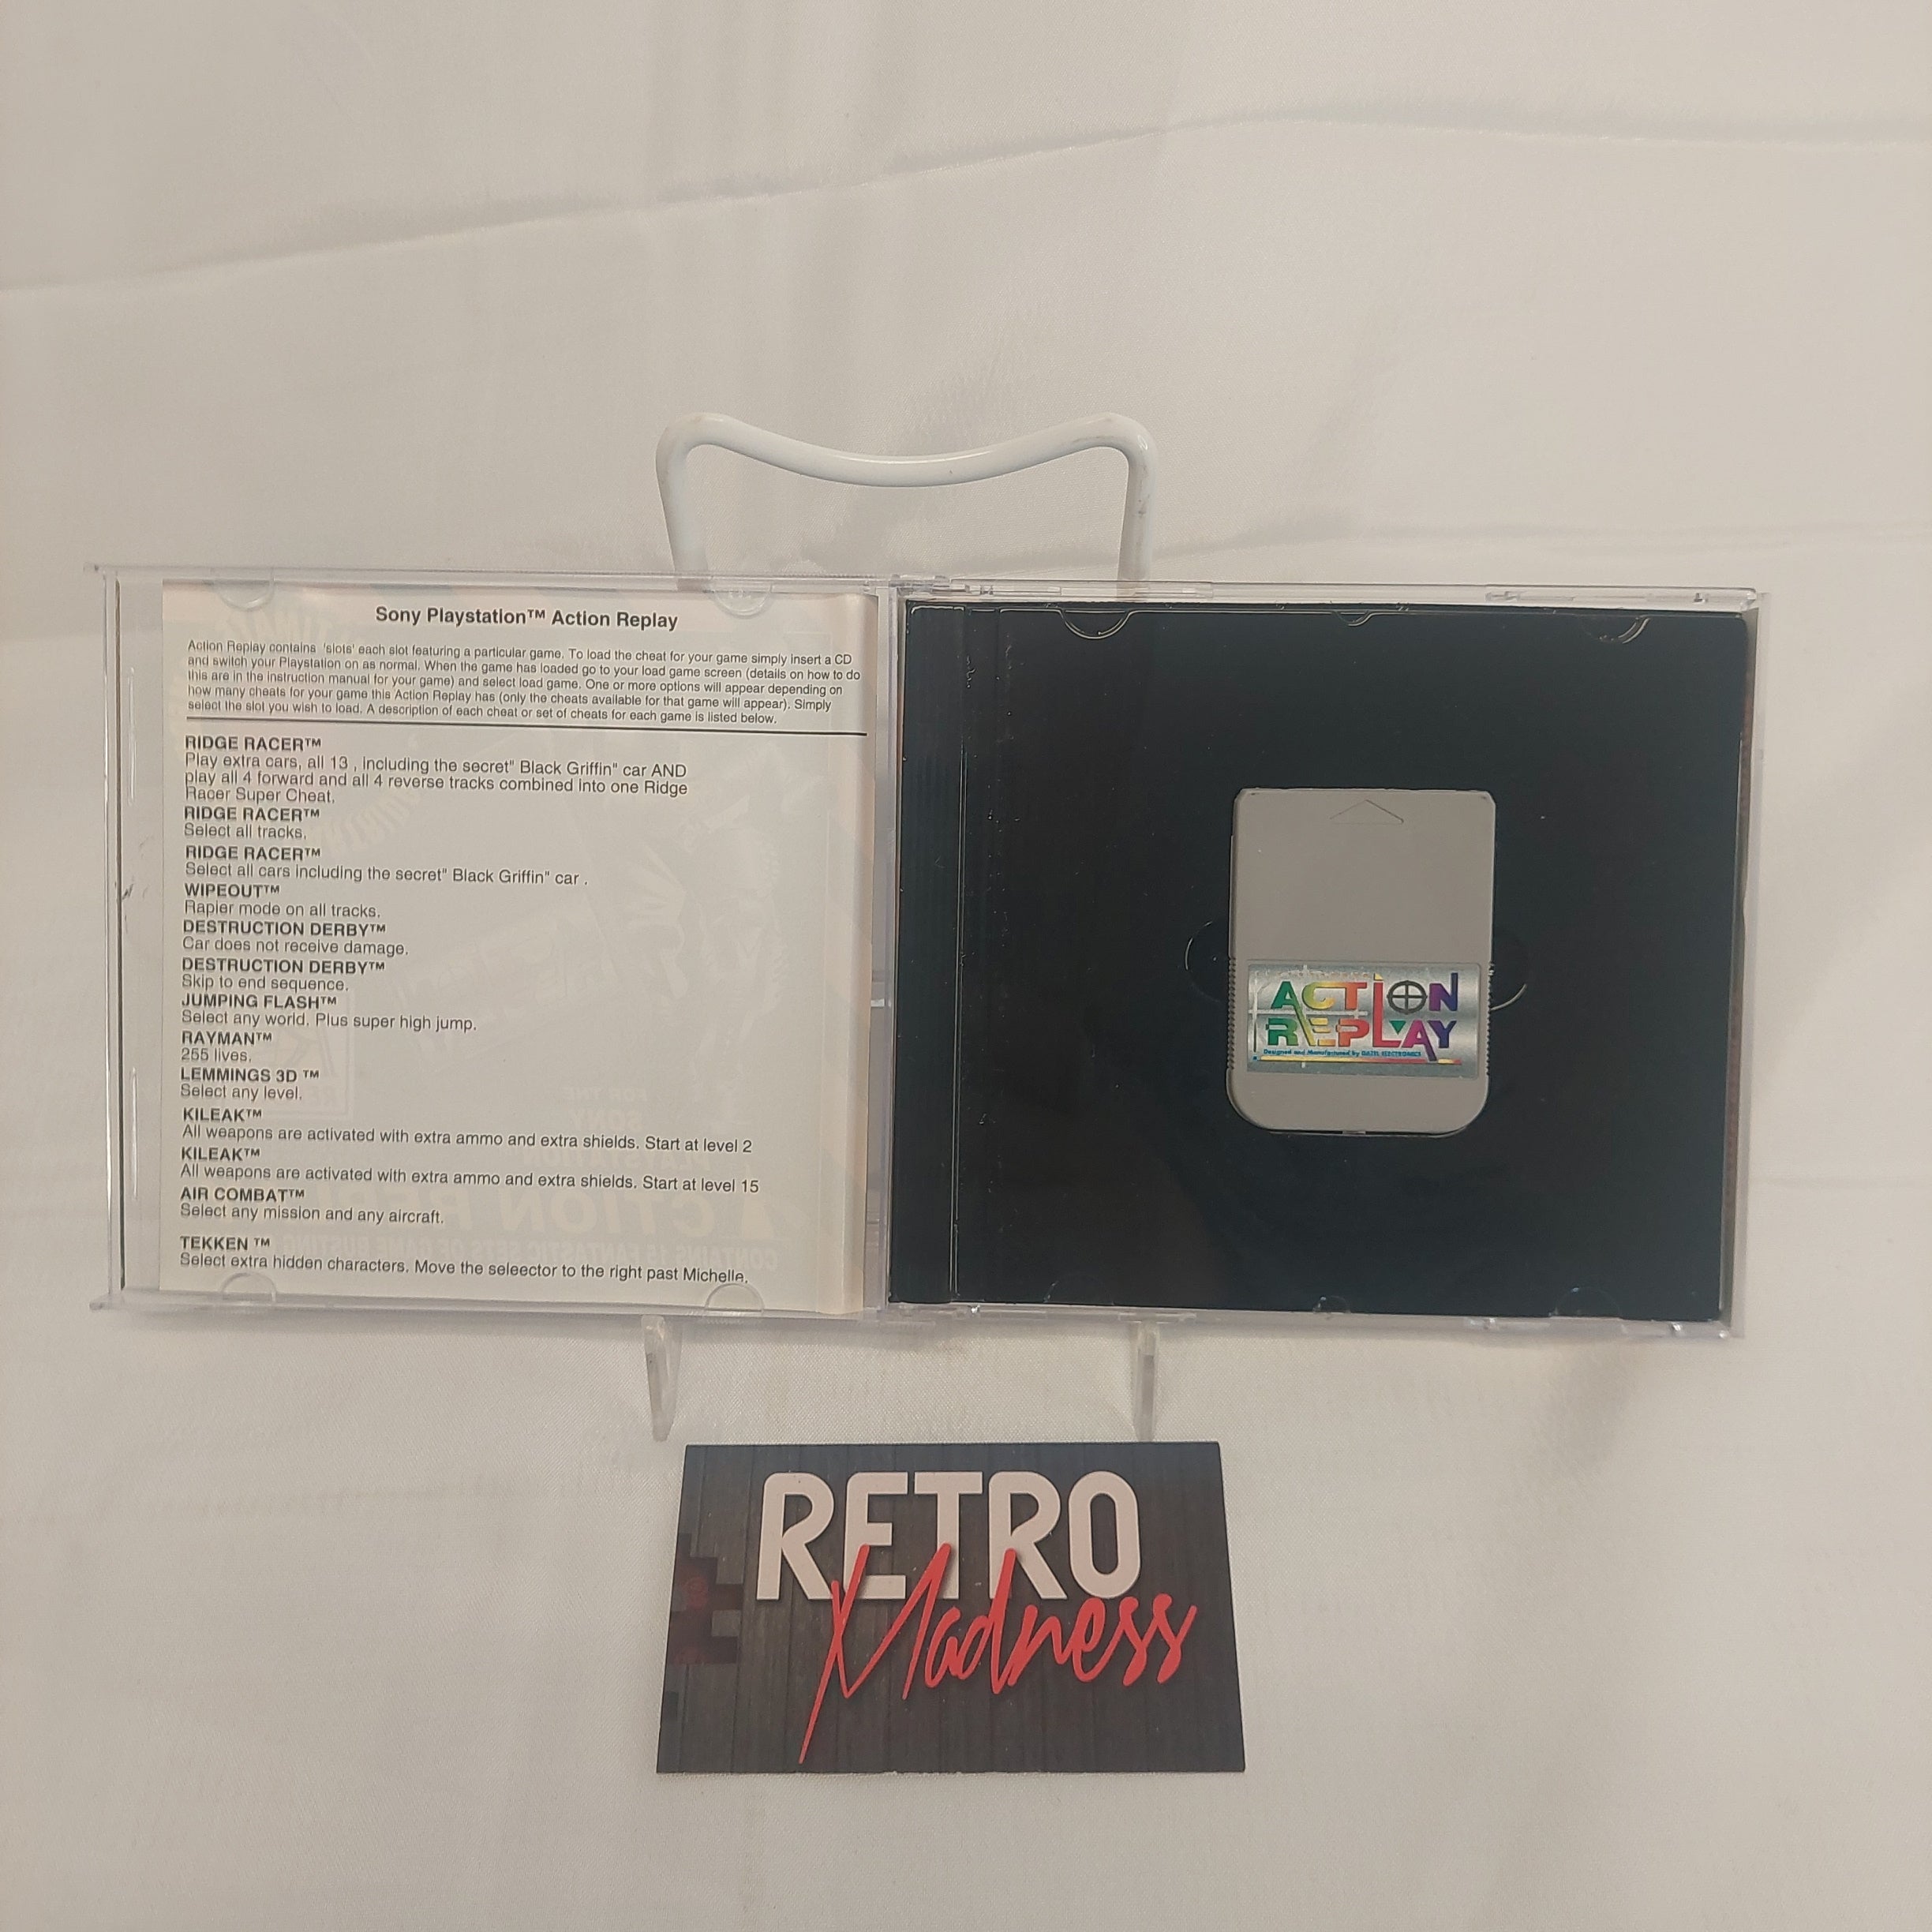 Sony Playstation™ Action Replay
Action Replay contains 'slots' each slot featuring a particular game. To load the cheat for your game simply insert a CD
and switch your Playstation on as normal. When the game has loaded go to your load game screen (details on how to do
this are in the instruction manual for your game) and select load game. One or more options will appear depending on
how many cheats for your game this Action Replay has (only the cheats available for that game will appear). Simply
select the slot you wish to load. A description of each cheat or set of cheats for each game is listed below.
RIDGE RACER™
Play extra cars, all 13 , including the secret" Black Griffin" car AND
play all 4 forward and all 4 reverse tracks combined into one Ridge
Racer Super Cheat.
RIDGE RACER™
Select all tracks.
RIDGE RACER™
Select all cars including the secret" Black Griffin" car .
WIPEOUT™
Rapier mode on all tracks.
DESTRUCTION DERBY™
Car does not receive damage.
DESTRUCTION DERBY™
Skip to end sequence.
JUMPING FLASH™
Select any world. Plus super high jump.
RAYMAN™
255 lives.
LEMMINGS 3D ™
Select any level.
KILEAK™
All weapons are activated with extra ammo and extra shields. Start at level 2
KILEAK™
All weapons are activated with extra ammo and extra shields. Start at level 15
AIR COMBAT™
Select any mission and any aircraft.
TEKKEN ™
Select extra hidden characters. Move the seleector to the right past Michelle.
ACTION
REPLAY
Designed and Manufactured by DATEL ELECTRONICS
RETRO
Madness